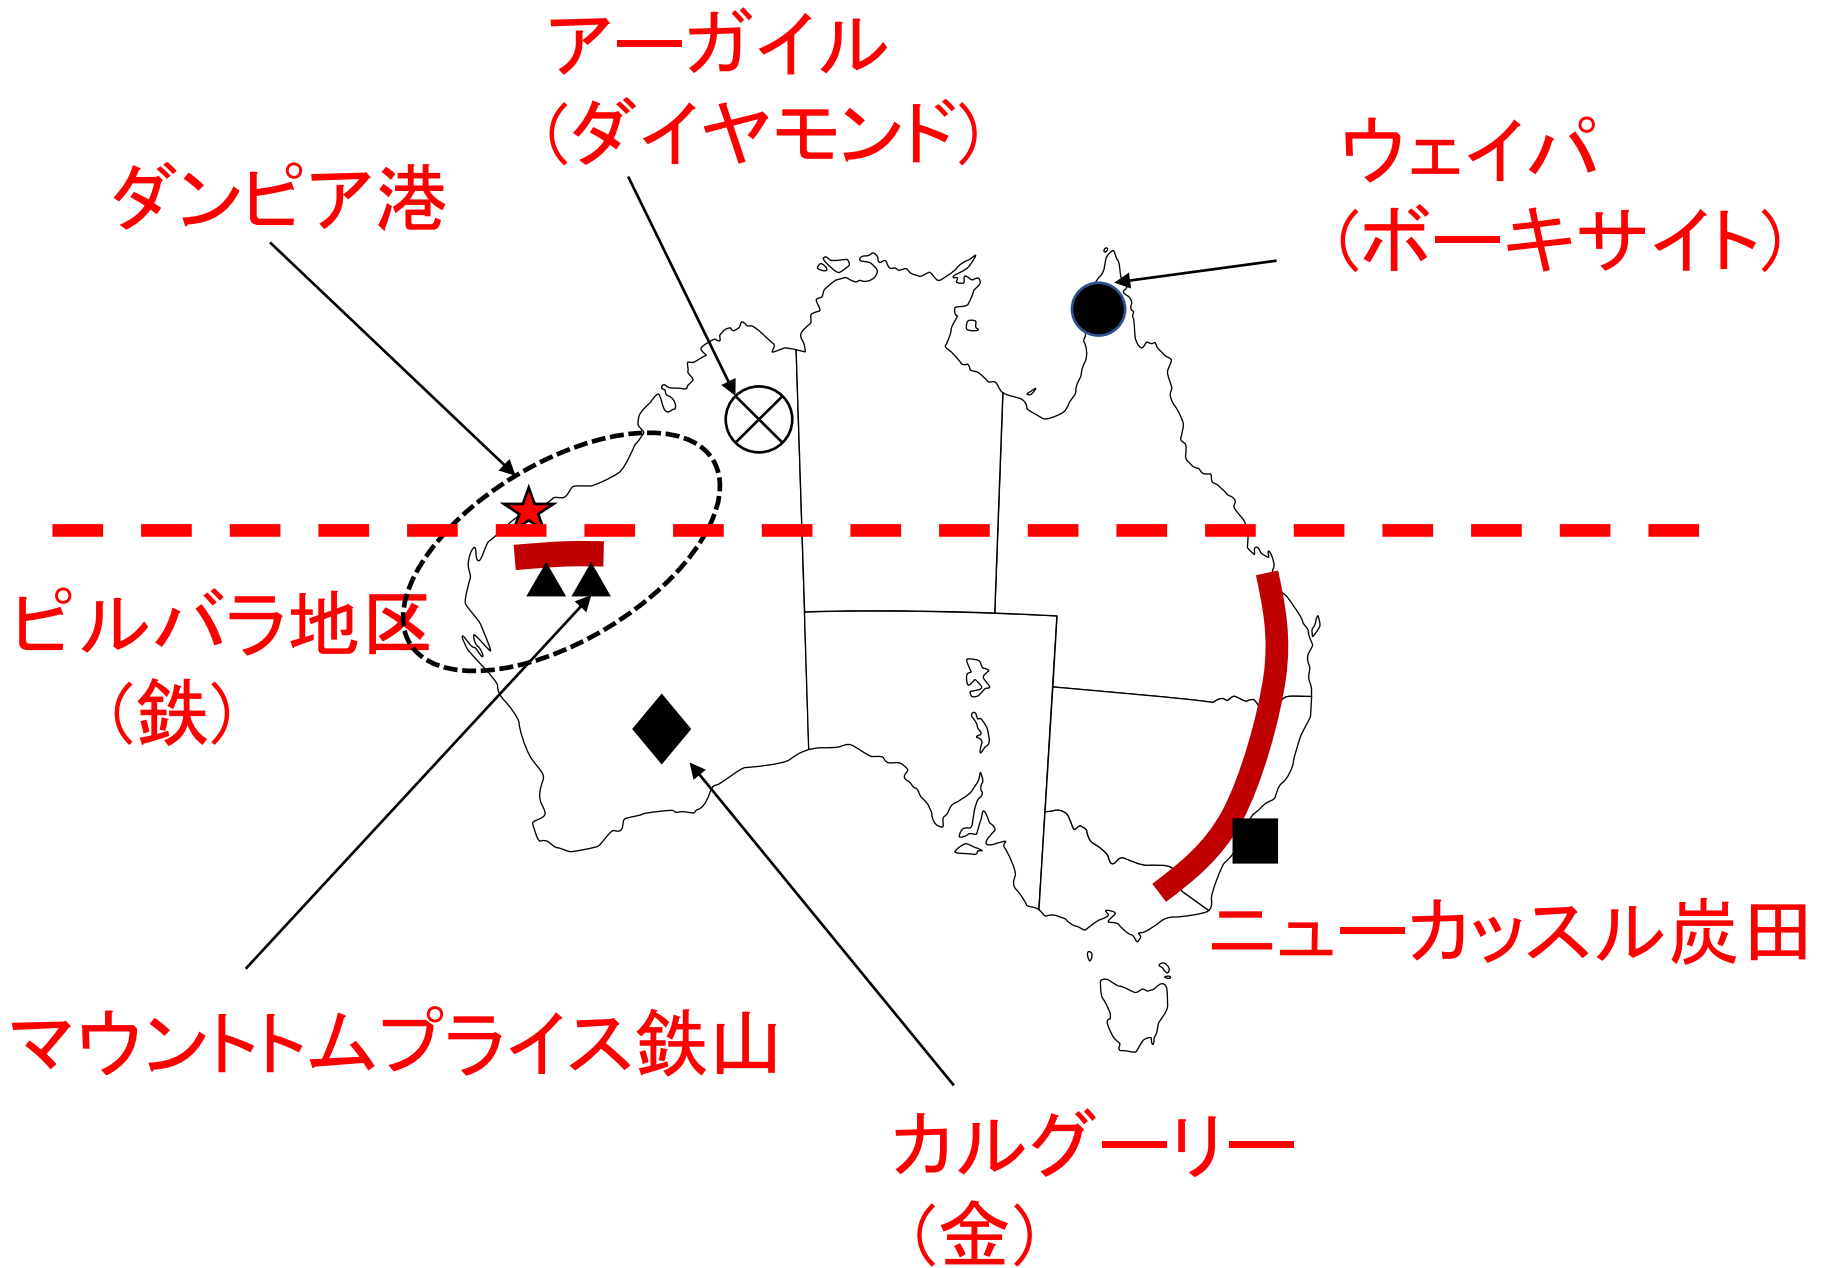 アーガイル
(ダイヤモンド)
ウェイパ
(ボーキサイト)
ダンピア港
ピルバラ地区
(鉄)
ニューカッスル炭田
マウントトムプライス鉄山
カルグーリー
(金)